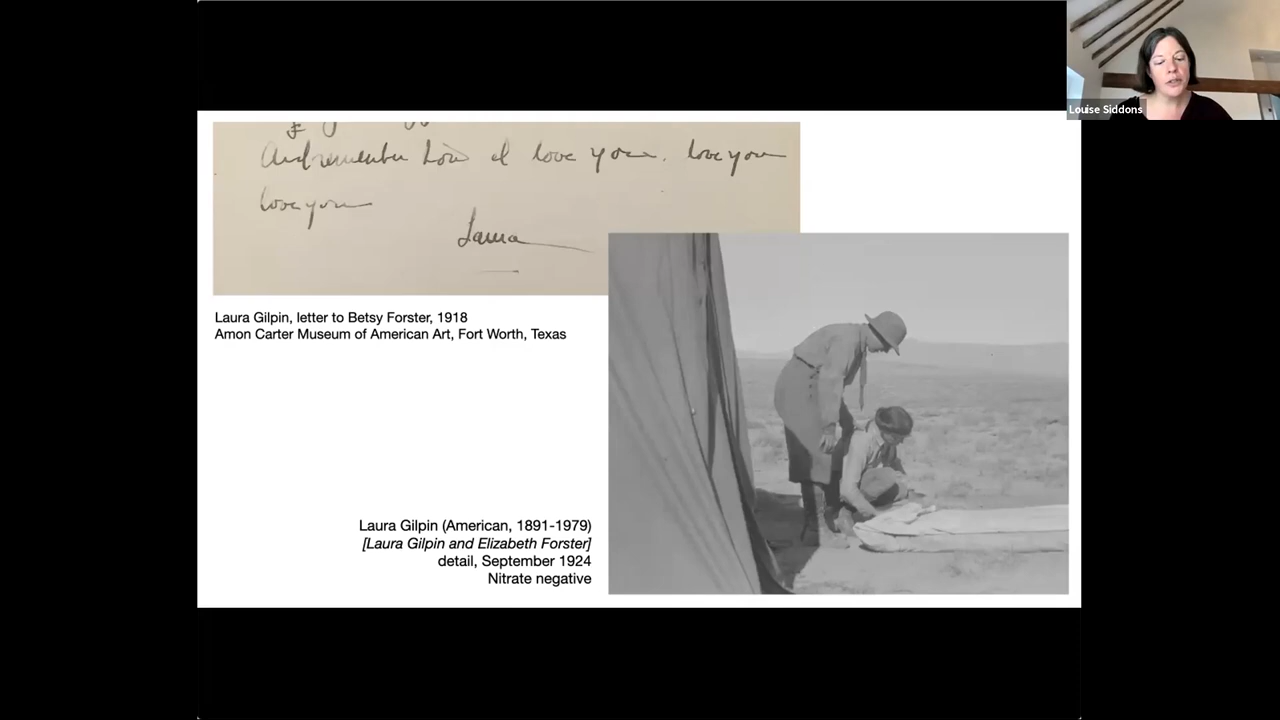 Louise Siddons
And remember how I love you. love you
love you
Laura
Laura Gilpin, letter to Betsy Forster, 1918
Amon Carter Museum of American Art, Fort Worth, Texas
Laura Gilpin (American, 1891-1979)
[Laura Gilpin and Elizabeth Forster]
detail, September 1924
Nitrate negative